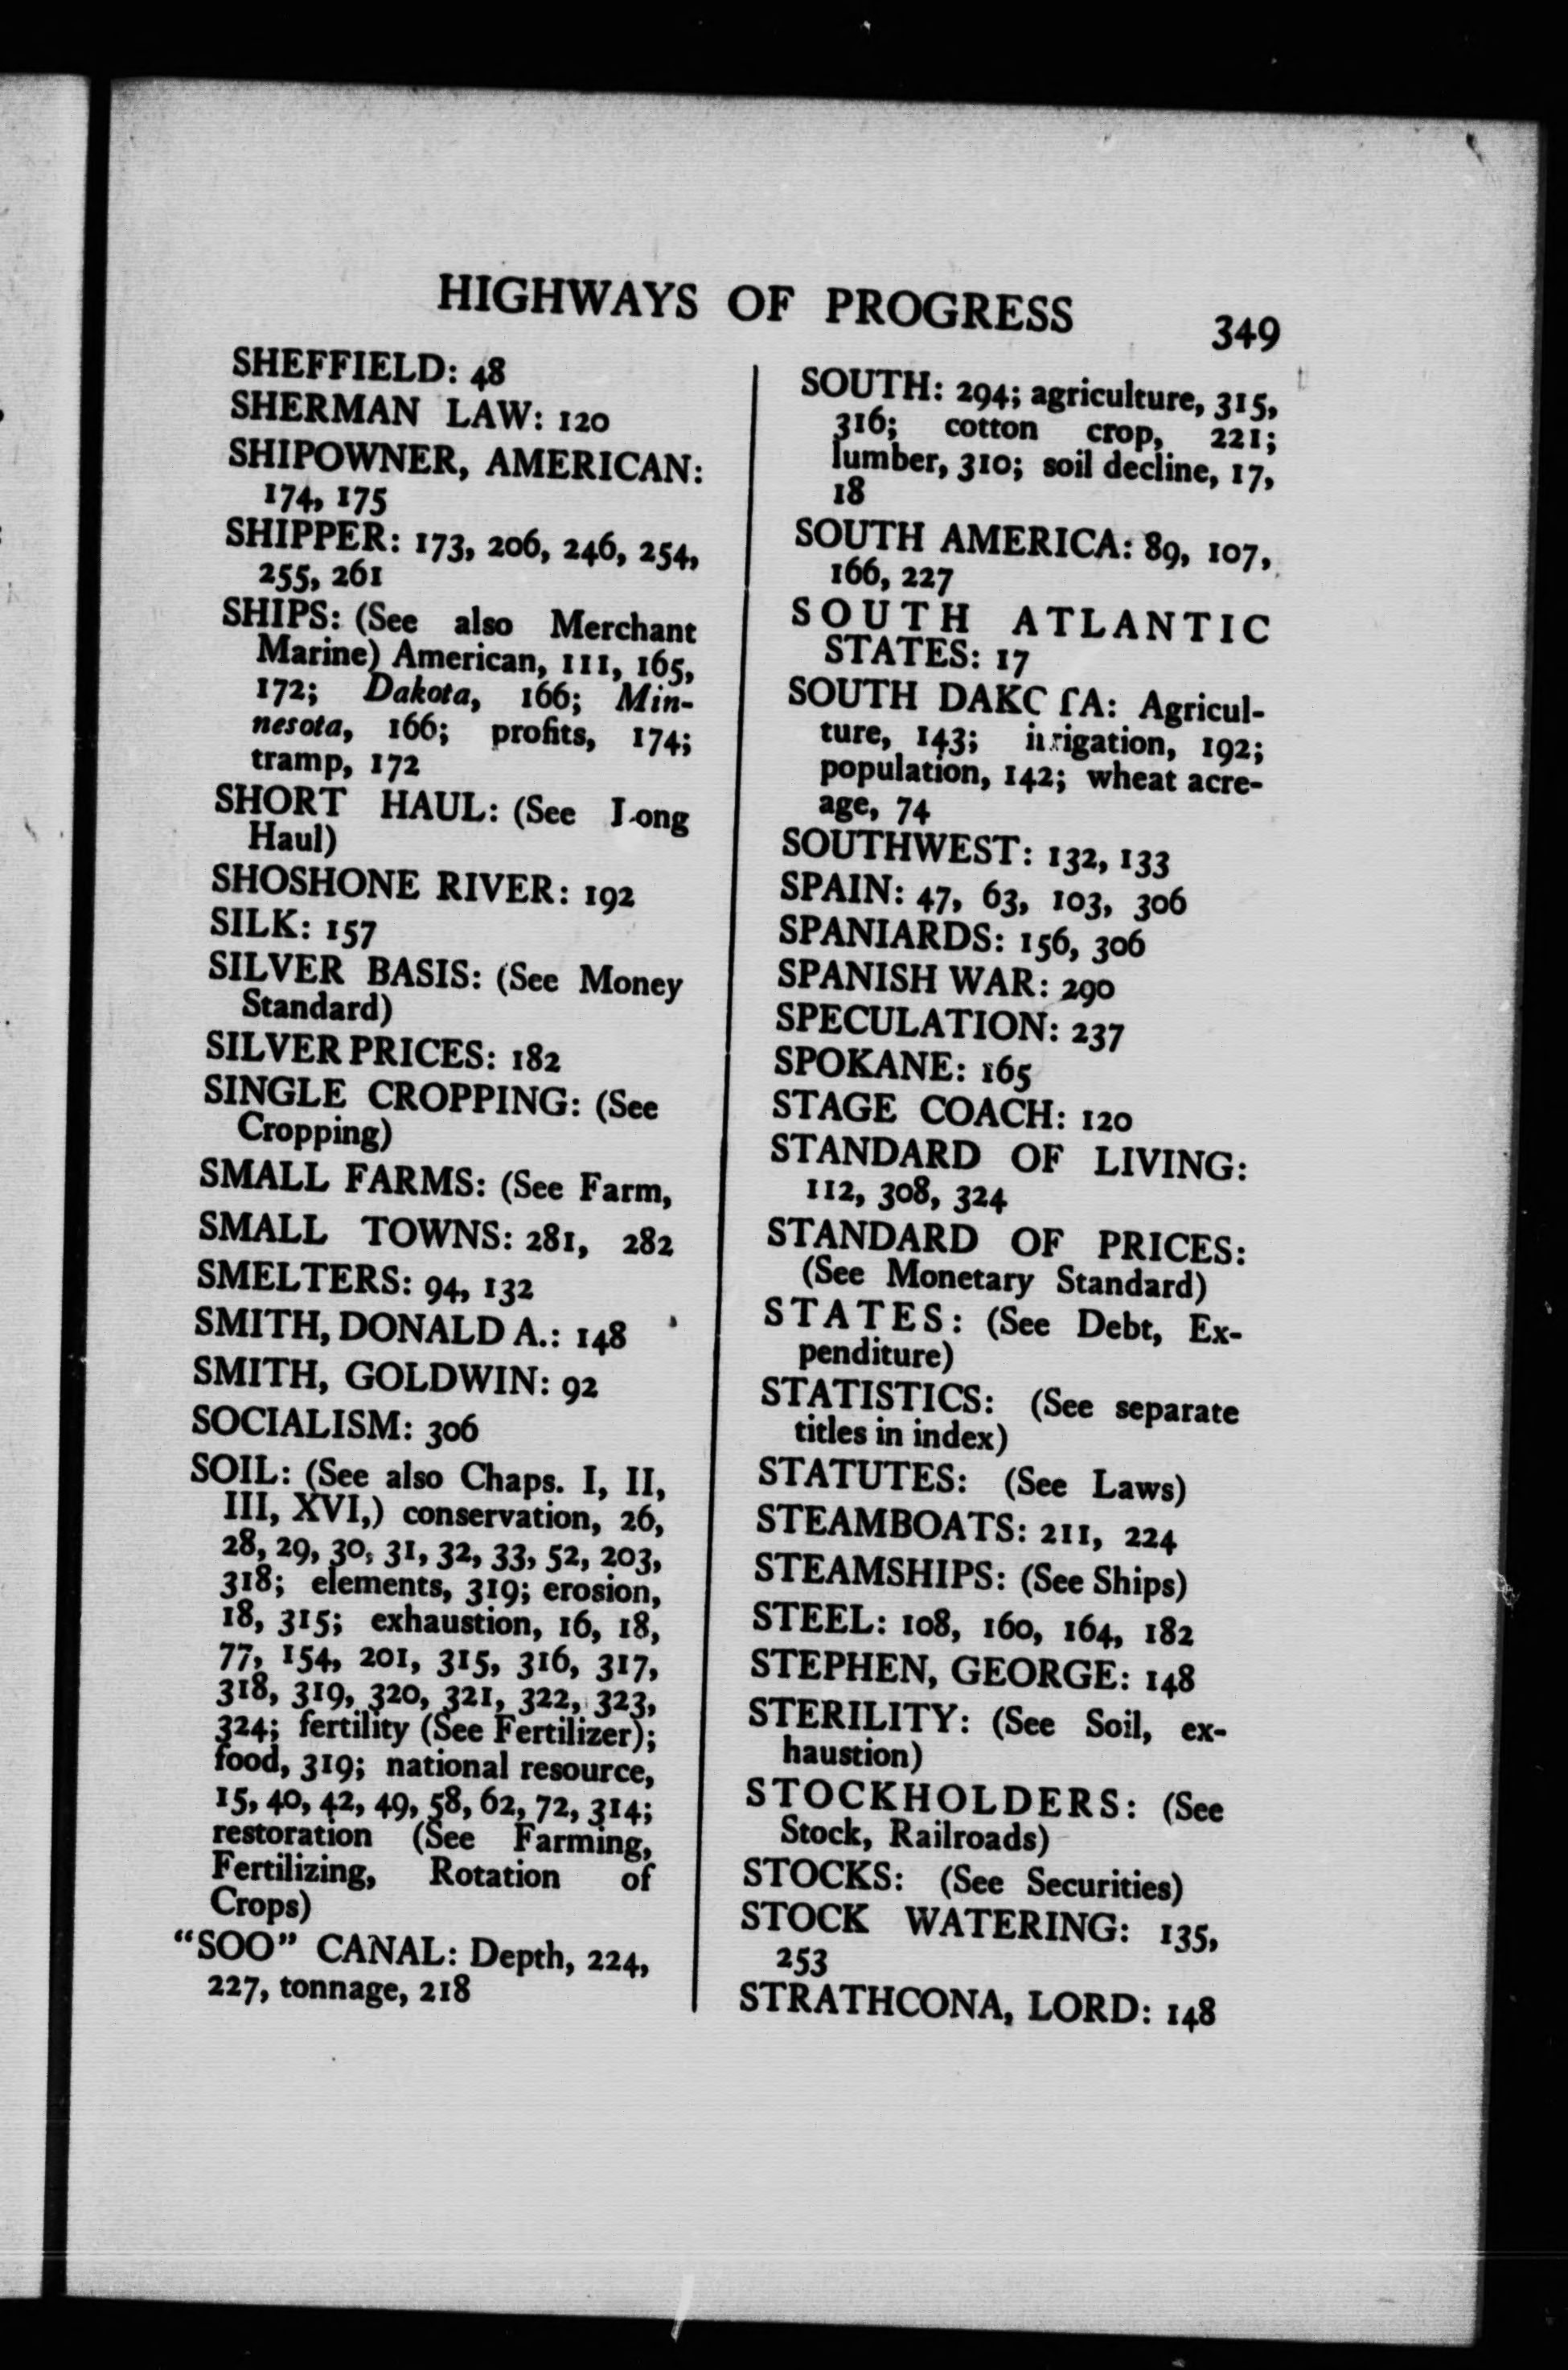 HIGHWAYS OF PROGRESS 349
SHEFFIELD: 48
SHERMAN LAW: 120
SHIPOWNER, AMERICAN:
174, 175
SHIPPER: 173, 206, 246, 254,
255, 261
SHIPS: (See also Merchant
Marine) American, 111, 165,
172; Dakota, 166; Min-
nesota, 166; profits, 174;
tramp, 172
SHORT HAUL: (See Long
Haul)
SHOSHONE RIVER: 192
SILK: 157
SILVER BASIS: (See Money
Standard)
SILVER PRICES: 182
SINGLE CROPPING: (See
Cropping)
SMALL FARMS: (See Farm,
SMALL TOWNS: 281, 282
SMELTERS: 94, 132
SMITH, DONALD A.: 148
SMITH, GOLDWIN: 92
SOCIALISM: 306
SOIL: (See also Chaps. I, II,
III, XVI,) conservation, 26,
28, 29, 30, 31, 32, 33, 52, 203,
318; elements, 319; erosion,
18, 315; exhaustion, 16, 18,
77, 154, 201, 315, 316, 317,
318, 319, 320, 321, 322, 323,
324; fertility (See Fertilizer);
food, 319; national resource,
15, 40, 42, 49, 58, 62, 72, 314;
restoration (See Farming,
Fertilizing, Rotation of
Crops)
"SOO" CANAL: Depth, 224,
227, tonnage, 218
SOUTH: 294; agriculture, 315,
316; cotton crop, 221;
lumber, 310; soil decline, 17,
18
SOUTH AMERICA: 89, 107,
166, 227
SOUTH ATLANTIC
STATES: 17
SOUTH DAKOTA: Agricul-
ture, 143; irrigation, 192;
population, 142; wheat acre-
age, 74
SOUTHWEST: 132, 133
SPAIN: 47, 63, 103, 306
SPANIARDS: 156, 306
SPANISH WAR: 290
SPECULATION: 237
SPOKANE: 165
STAGE COACH: 120
STANDARD OF LIVING:
112, 308, 324
STANDARD OF PRICES:
(See Monetary Standard)
STATES: (See Debt, Ex-
penditure)
STATISTICS: (See separate
titles in index)
STATUTES: (See Laws)
STEAMBOATS: 211, 224
STEAMSHIPS: (See Ships)
STEEL: 108, 160, 164, 182
STEPHEN, GEORGE: 148
STERILITY: (See Soil, ex-
haustion)
STOCKHOLDERS: (See
Stock, Railroads)
STOCKS: (See Securities)
STOCK WATERING: 135,
253
STRATHCONA, LORD: 148